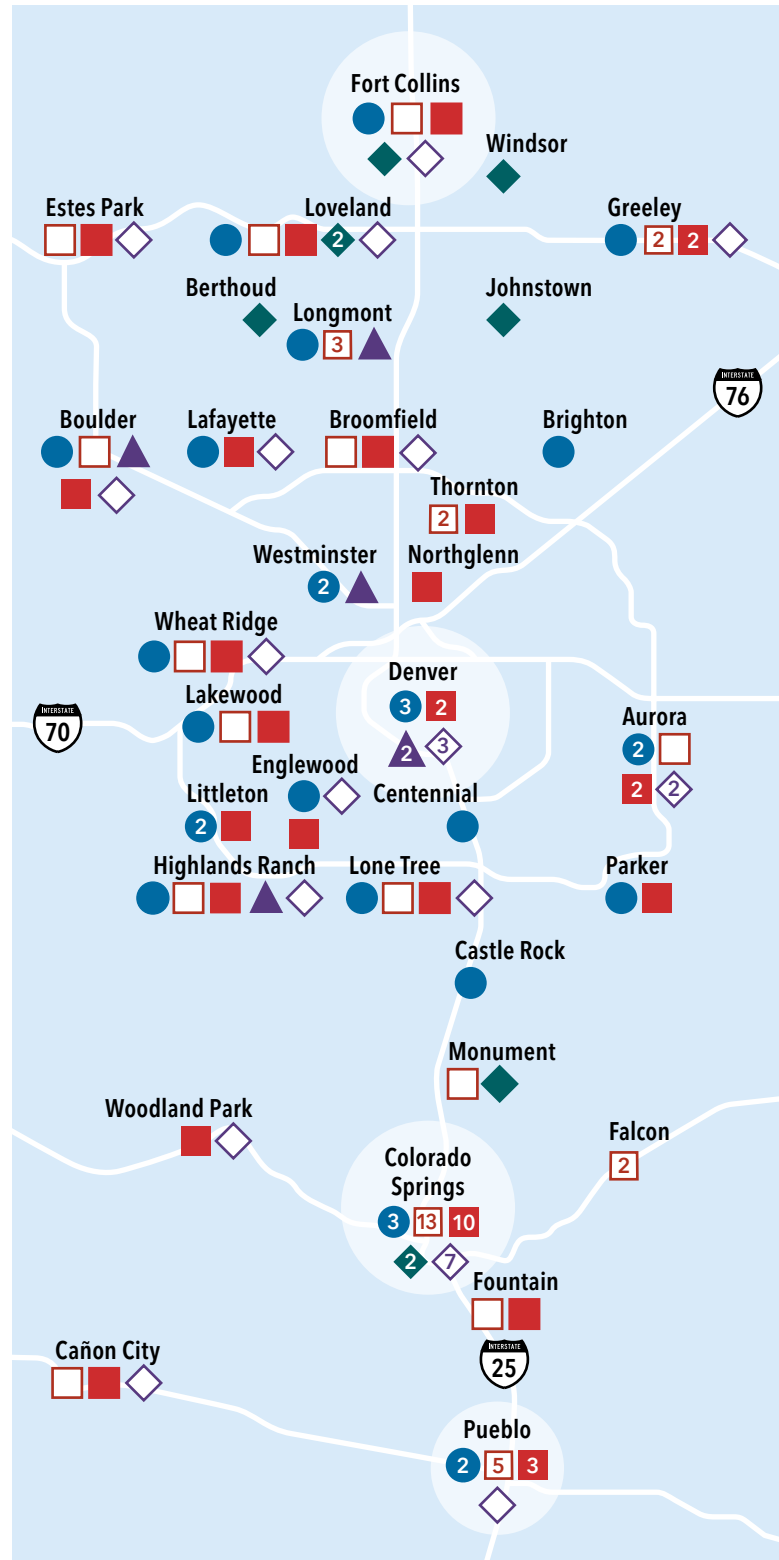 Fort Collins
Windsor
Estes Park
Loveland
Greeley
2
2
2
Berthoud
Johnstown
Longmont
3
INTERSTATE
76
Boulder
Lafayette
Broomfield
Brighton
Thornton
2
Westminster
Northglenn
2
Wheat Ridge
Denver
3
2
2
3
Lakewood
INTERSTATE
70
Aurora
2
2
2
Englewood
Littleton
2
Centennial
Highlands Ranch
Lone Tree
Parker
Castle Rock
Monument
Woodland Park
Falcon
2
Colorado
Springs
3
13
10
2
7
Fountain
INTERSTATE
25
Cañon City
Pueblo
2
5
3